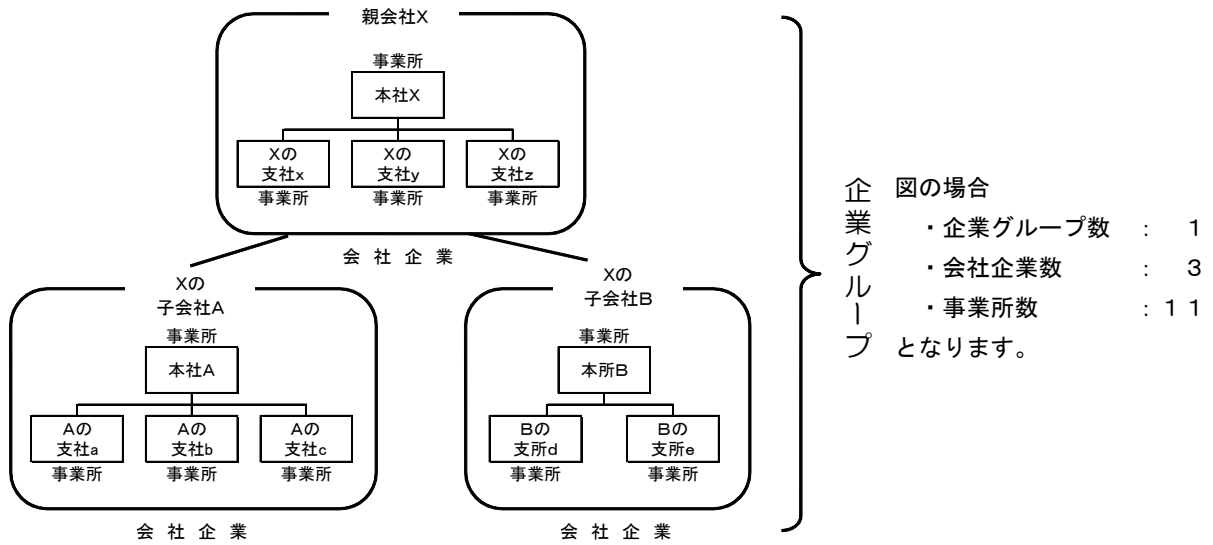 親会社X
事業所
本社X
Xの
支社x
事業所
Xの
支社y
事業所
Xの
支社z
事業所
会 社 企 業
Xの
子会社A
事業所
本社A
Aの
支社a
事業所
Aの
支社b
事業所
Aの
支社c
事業所
会 社 企 業
Xの
子会社B
事業所
本所B
Bの
支所d
事業所
Bの
支所e
事業所
会 社 企 業
企業グループ
図の場合
・企業グループ数 : 1
・会社企業数 : 3
・事業所数 : 11
となります。